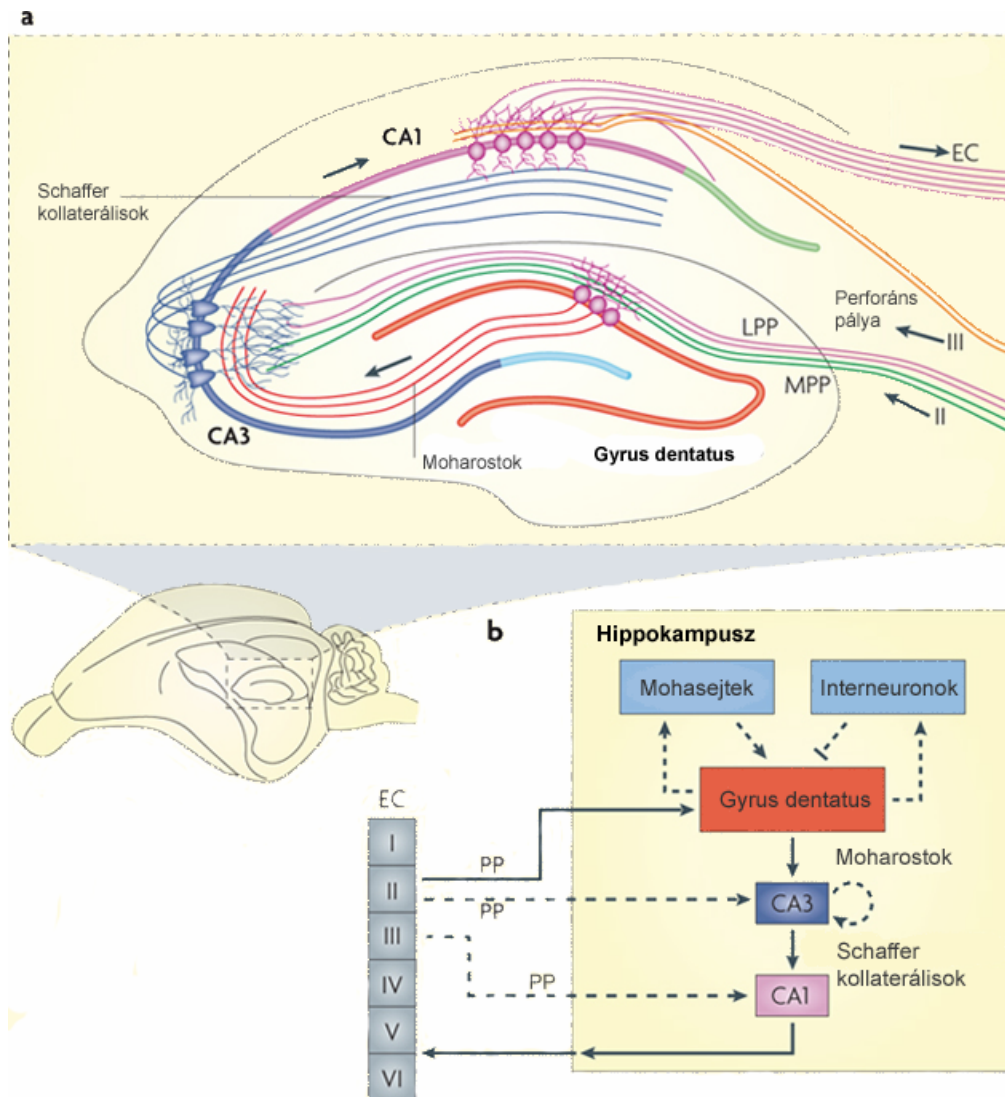 a
CA1
EC
Schaffer
kollaterálisok
Perforáns
pálya
III
LPP
MPP
II
CA3
Moharostok
Gyrus dentatus
b
Hippokampusz
Mohasejtek
Interneuronok
Gyrus dentatus
EC
I
II
III
IV
V
VI
PP
PP
PP
Moharostok
CA3
Schaffer
kollaterálisok
CA1